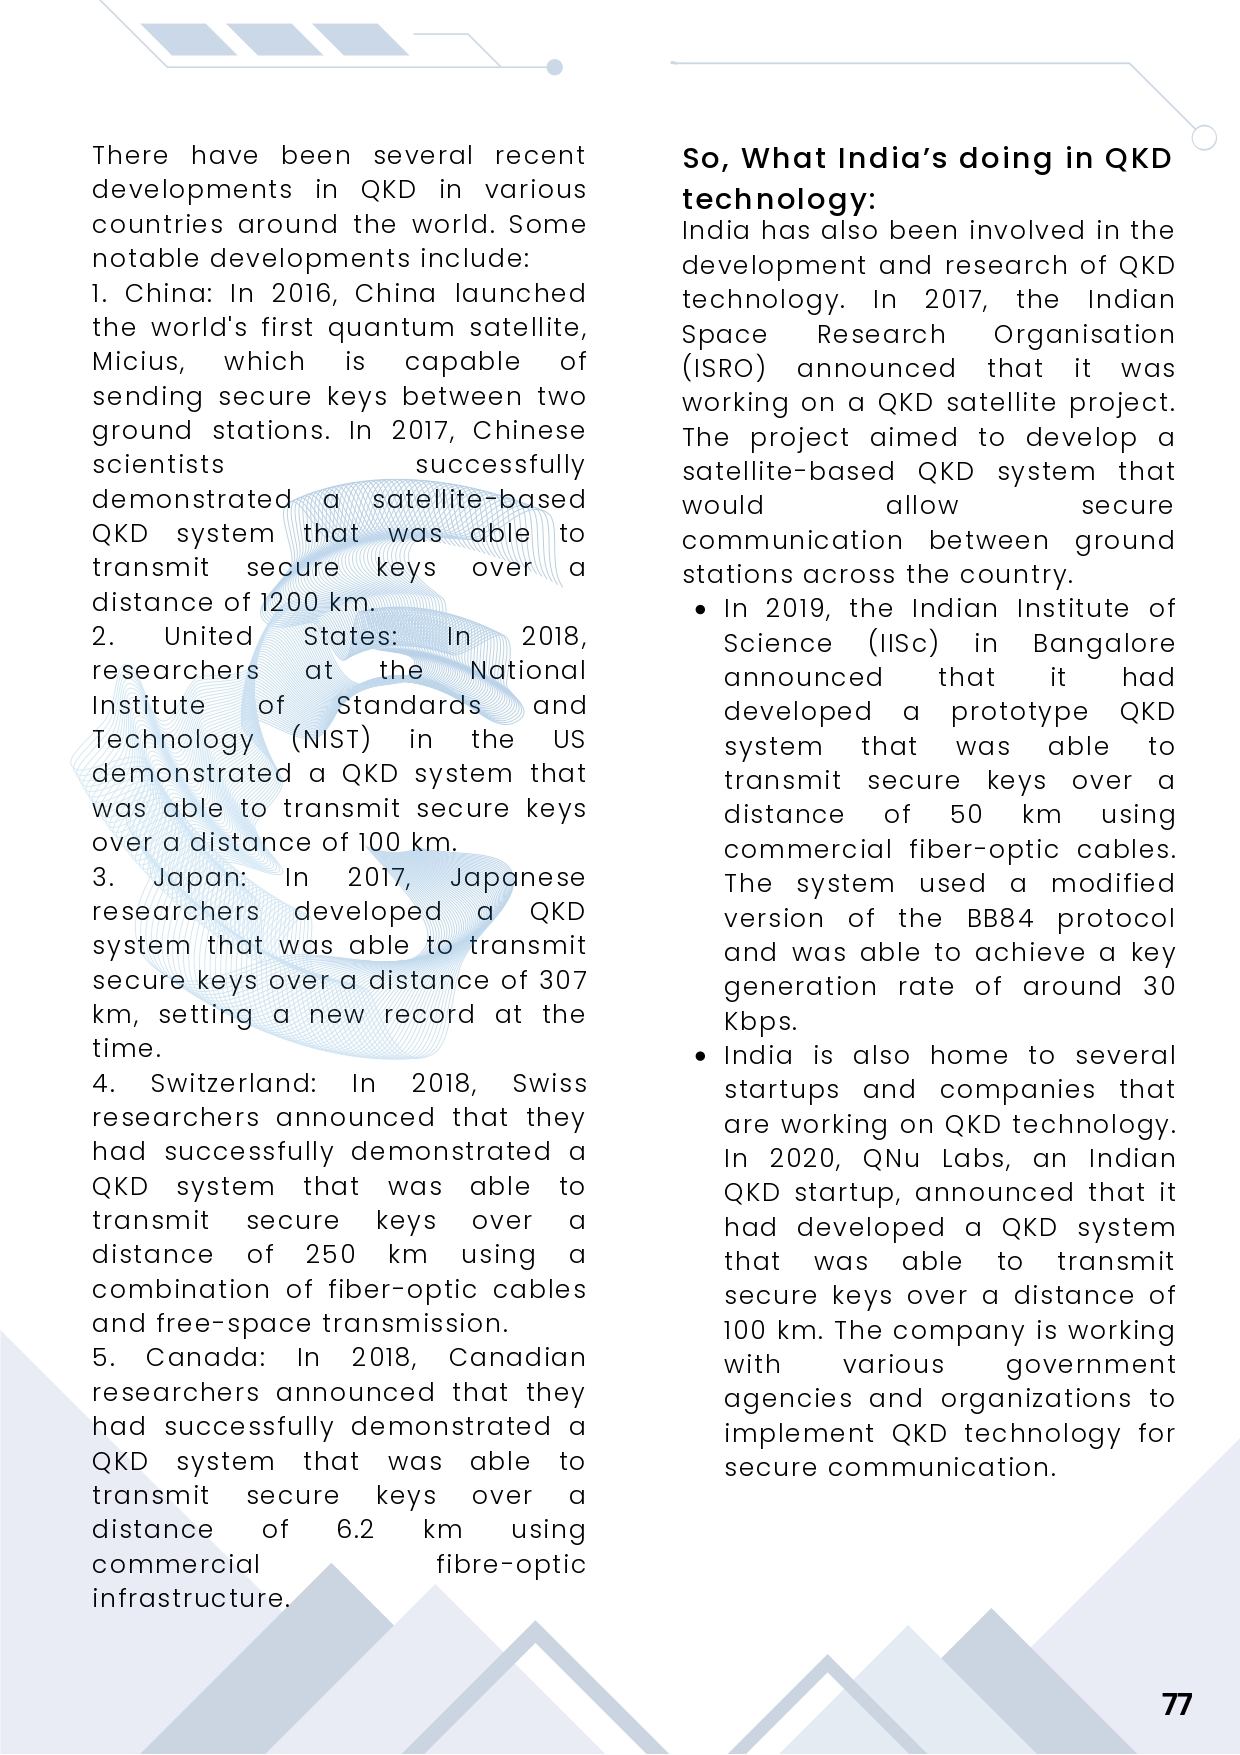 There have been several recent
developments in QKD in various
countries around the world. Some
notable developments include:
1. China: In 2016, China launched
the world's first quantum satellite,
Micius, which is capable of
sending secure keys between two
ground stations. In 2017, Chinese
scientists successfully
demonstrated a satellite-based
QKD system that was able to
transmit secure keys over a
distance of 1200 km.
2. United States: In 2018,
researchers at the National
Institute of Standards and
Technology (NIST) in the US
demonstrated a QKD system that
was able to transmit secure keys
over a distance of 100 km.
3. Japan: In 2017, Japanese
researchers developed a QKD
system that was able to transmit
secure keys over a distance of 307
km, setting a new record at the
time.
4. Switzerland: In 2018, Swiss
researchers announced that they
had successfully demonstrated a
QKD system that was able to
transmit secure keys over a
distance of 250 km using a
combination of fiber-optic cables
and free-space transmission.
5. Canada: In 2018, Canadian
researchers announced that they
had successfully demonstrated a
QKD system that was able to
transmit secure keys over a
distance of 6.2 km using
commercial fibre-optic
infrastructure.
So, What India’s doing in QKD
technology:
India has also been involved in the
development and research of QKD
technology. In 2017, the Indian
Space Research Organisation
(ISRO) announced that it was
working on a QKD satellite project.
The project aimed to develop a
satellite-based QKD system that
would allow secure
communication between ground
stations across the country.
• In 2019, the Indian Institute of
Science (IISc) in Bangalore
announced that it had
developed a prototype QKD
system that was able to
transmit secure keys over a
distance of 50 km using
commercial fiber-optic cables.
The system used a modified
version of the BB84 protocol
and was able to achieve a key
generation rate of around 30
Kbps.
• India is also home to several
startups and companies that
are working on QKD technology.
In 2020, QNu Labs, an Indian
QKD startup, announced that it
had developed a QKD system
that was able to transmit
secure keys over a distance of
100 km. The company is working
with various government
agencies and organizations to
implement QKD technology for
secure communication.
77